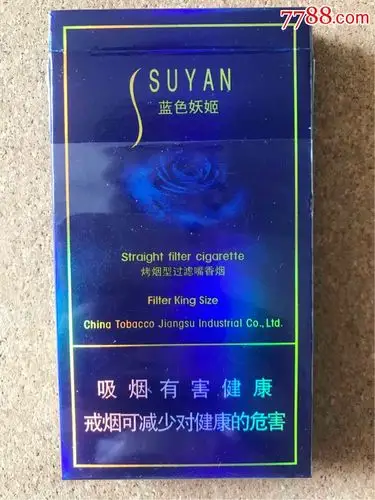 7788.com
SUYAN
蓝色妖姬
Straight filter cigarette
烤烟型过滤嘴香烟
Filter King Size
China Tobacco Jiangsu Industrial Co.,Ltd.
吸烟有害健康
戒烟可减少对健康的危害